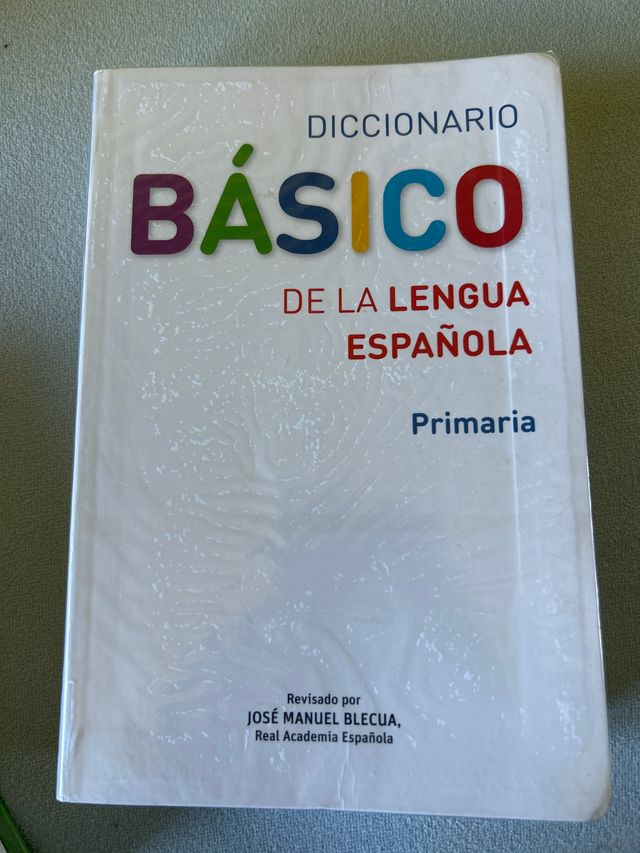 DICCIONARIO
BÁSICO
DE LA LENGUA
ESPAÑOLA
Primaria
Revisado por
JOSÉ MANUEL BLECUA,
Real Academia Española